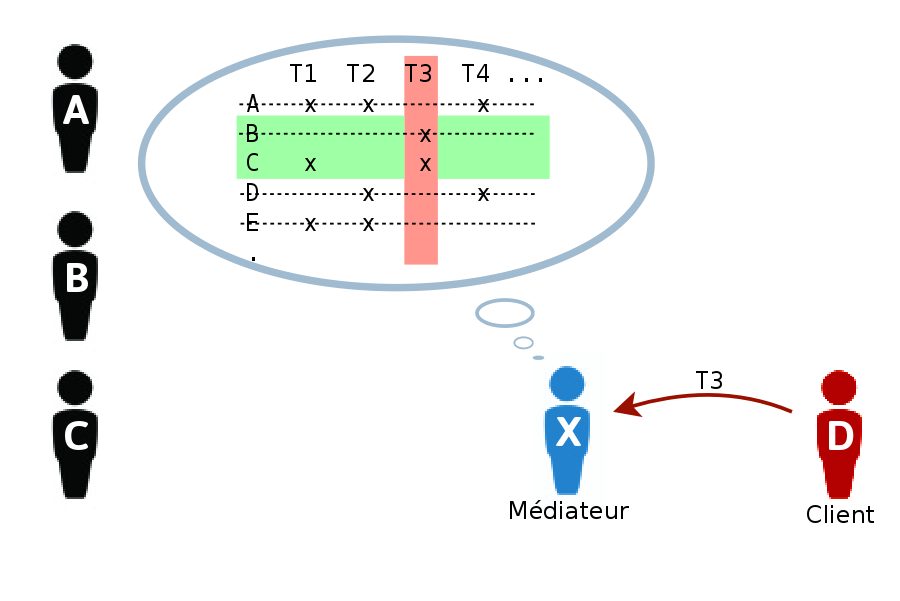 T1 T2 T3 T4 ...
A x x x
B x
C x x
D x x
E x x
.
A
B
C
T3
X
D
Médiateur
Client